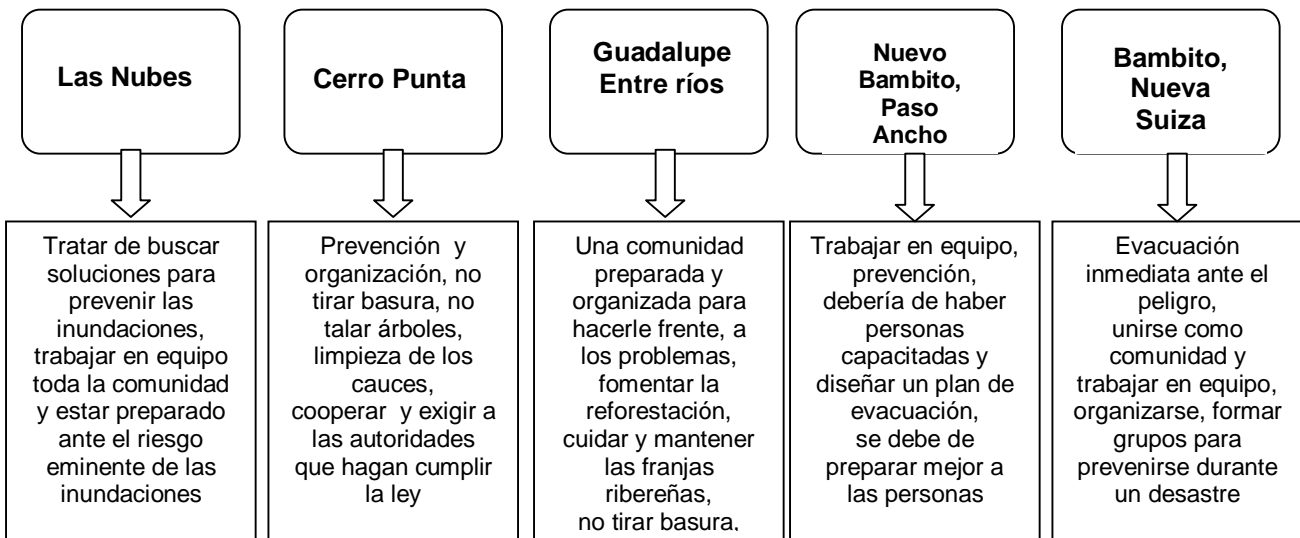 Las Nubes
Cerro Punta
Guadalupe
Entre ríos
Nuevo
Bambito,
Paso
Ancho
Bambito,
Nueva
Suiza
Tratar de buscar
soluciones para
prevenir las
inundaciones,
trabajar en equipo
toda la comunidad
y estar preparado
ante el riesgo
eminente de las
inundaciones
Prevención y
organización, no
tirar basura, no
talar árboles,
limpieza de los
cauces,
cooperar y exigir a
las autoridades
que hagan cumplir
la ley
Una comunidad
preparada y
organizada para
hacerle frente, a
los problemas,
fomentar la
reforestación,
cuidar y mantener
las franjas
ribereñas,
no tirar basura,
Trabajar en equipo,
prevención,
debería de haber
personas
capacitadas y
diseñar un plan de
evacuación,
se debe de
preparar mejor a
las personas
Evacuación
inmediata ante el
peligro,
unirse como
comunidad y
trabajar en equipo,
organizarse, formar
grupos para
prevenirse durante
un desastre